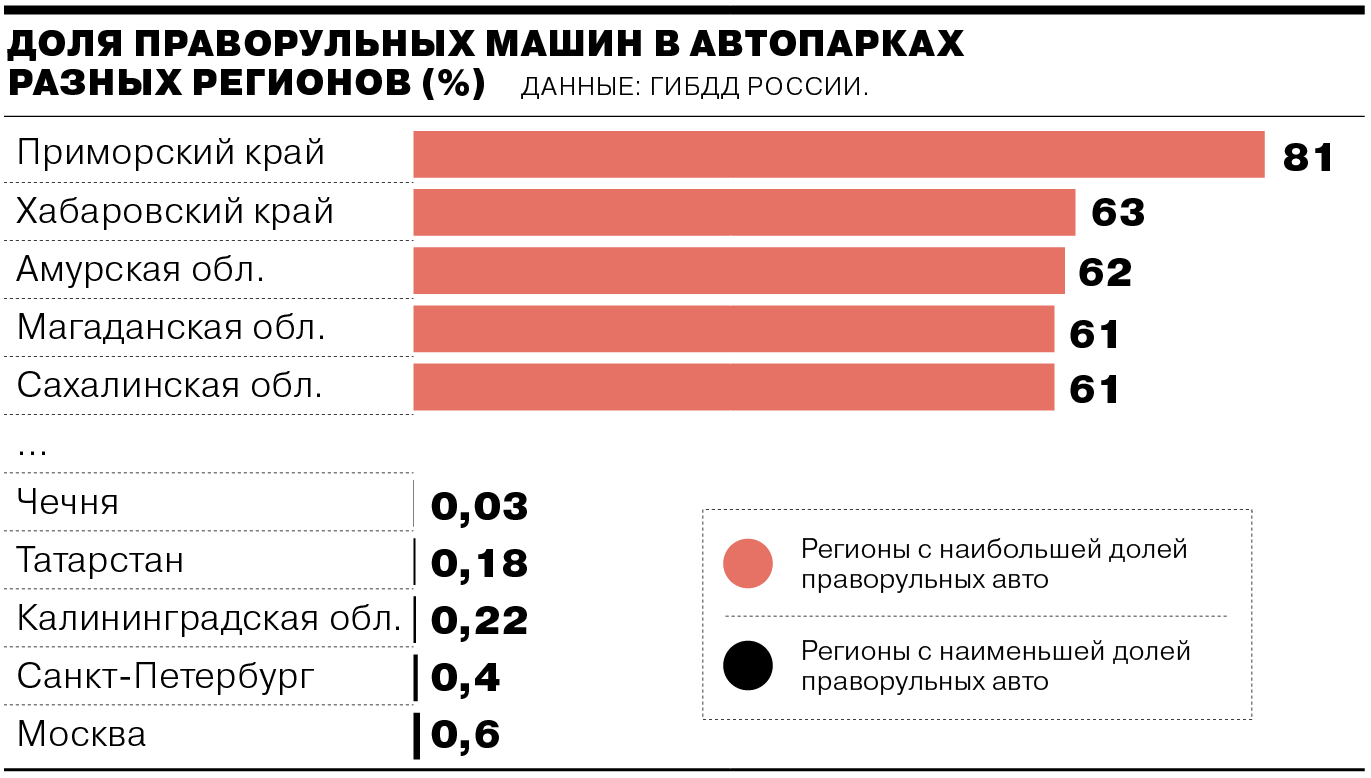 ДОЛЯ ПРАВОРУЛЬНЫХ МАШИН В АВТОПАРКАХ
РАЗНЫХ РЕГИОНОВ (%) ДАННЫЕ: ГИБДД РОССИИ.
Приморский край 81
Хабаровский край 63
Амурская обл. 62
Магаданская обл. 61
Сахалинская обл. 61
...
Чечня 0,03
Татарстан 0,18
Калининградская обл. 0,22
Санкт-Петербург 0,4
Москва 0,6
Регионы с наибольшей долей
праворульных авто
Регионы с наименьшей долей
праворульных авто